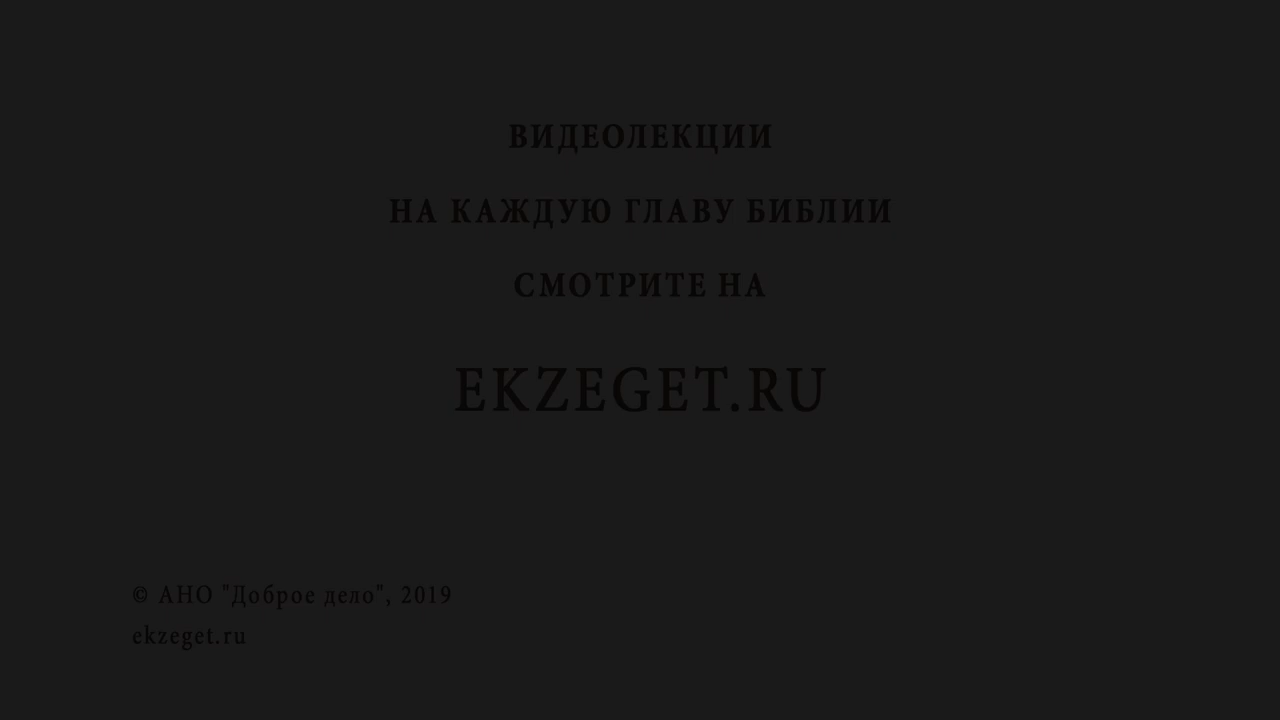 ВИДЕОЛЕКЦИИ
НА КАЖДУЮ ГЛАВУ БИБЛИИ
СМОТРИТЕ НА
EKZEGET.RU
© АНО "Доброе дело", 2019
ekzeget.ru